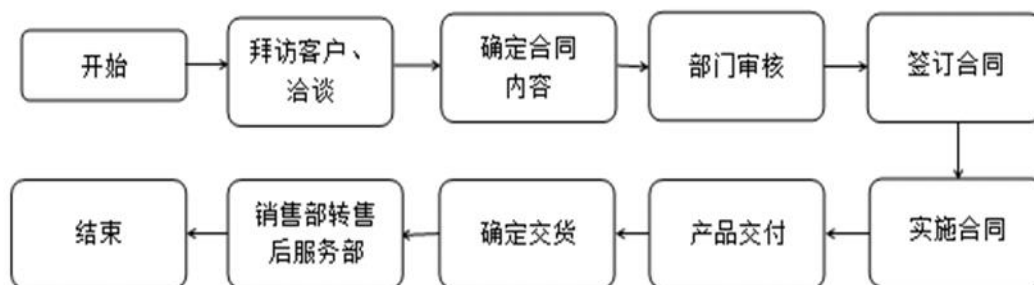 开始
拜访客户、
洽谈
确定合同
内容
部门审核
签订合同
实施合同
产品交付
确定交货
销售部转售
后服务部
结束